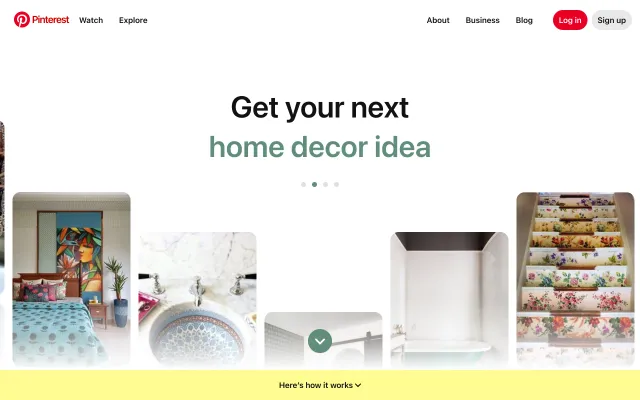 Pinterest Watch Explore About Business Blog Log in Sign up
Get your next
home decor idea
Here's how it works